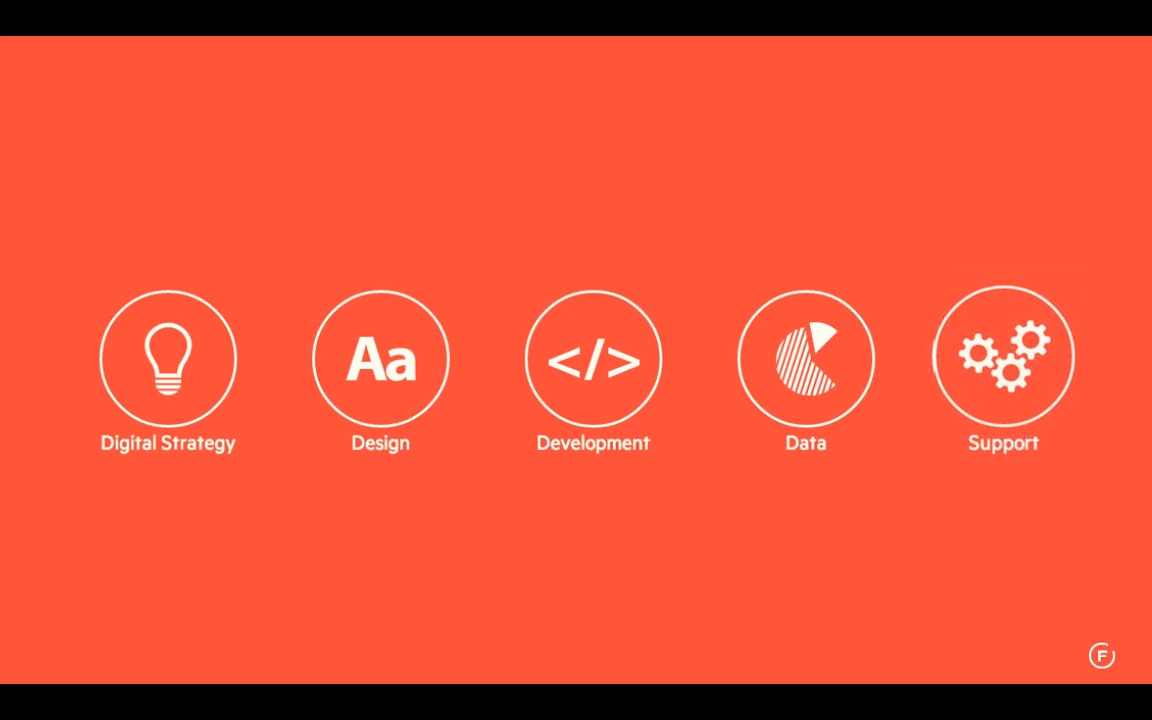 Aa
</>
Digital Strategy
Design
Development
Data
Support
F